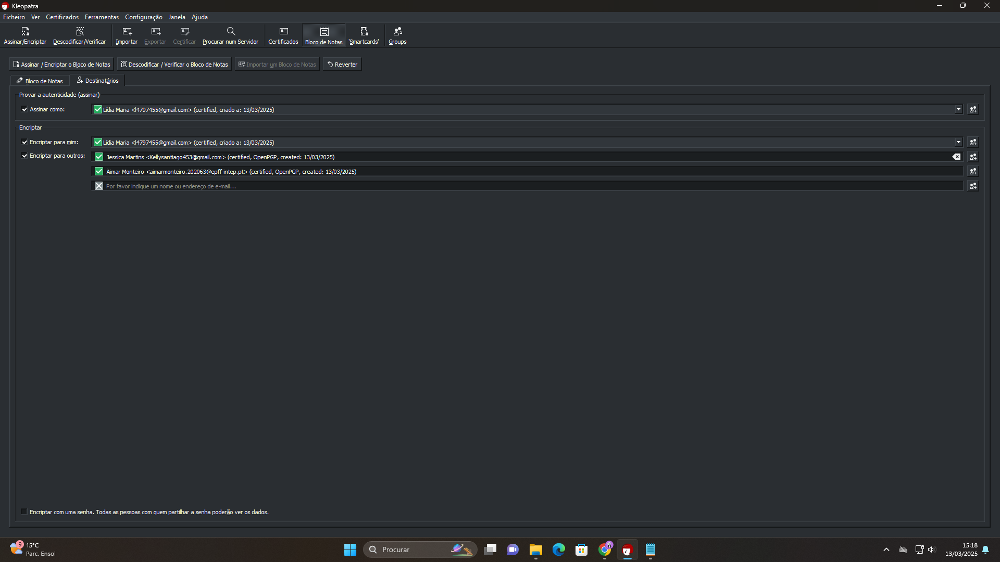 Kleopatra
Ficheiro Ver Certificados Ferramentas Configuração Janela Ajuda
Assinar/Encriptar Descodificar/Verificar Importar Exportar Certificar Procurar num Servidor Certificados Bloco de Notas 'Smartcards' Groups
Assinar / Encriptar o Bloco de Notas Descodificar / Verificar o Bloco de Notas Importar um Bloco de Notas Reverter
Bloco de Notas Destinatários
Provar a autenticidade (assinar)
Assinar como: Lídia Maria <l4797455@gmail.com> (certified, criado a: 13/03/2025)
Encriptar
Encriptar para mim: Lídia Maria <l4797455@gmail.com> (certified, criado a: 13/03/2025)
Encriptar para outros: Jessica Martins <Kellysantiago453@gmail.com> (certified, OpenPGP, created: 13/03/2025)
Aimar Monteiro <aimarmonteiro.202063@epff-intep.pt> (certified, OpenPGP, created: 13/03/2025)
Por favor indique um nome ou endereço de e-mail...
Encriptar com uma senha. Todas as pessoas com quem partilhar a senha poderão ver os dados.
9 15°C
Parc. Ensol
Procurar
15:18
13/03/2025